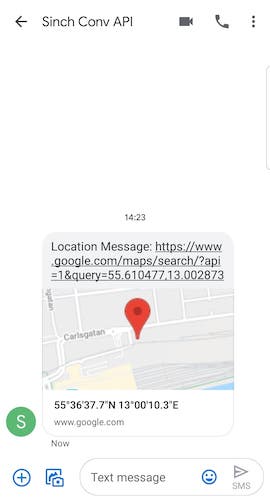 Sinch Conv API
14:23
Location Message: https://www
.google.com/maps/search/?api
=1&query=55.610477,13.002873
Carlsgatan
55°36'37.7"N 13°00'10.3"E
www.google.com
S
Now
Text message
SMS